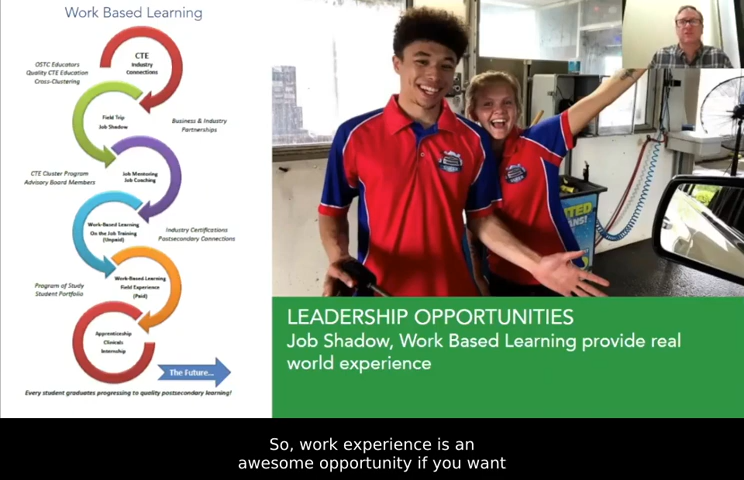 Work Based Learning
CTE
Industry
Connections
OSTC Educators
Quality CTE Education
Cross-Clustering
Field Trip
Job Shadow
Business & Industry
Partnerships
Job Mentoring
Job Coaching
CTE Cluster Program
Advisory Board Members
Work-Based Learning
On the Job Training
(Unpaid)
Industry Certifications
Postsecondary Connections
Work-Based Learning
Field Experience
(Paid)
Program of Study
Student Portfolio
Apprenticeship
Clinicals
Internship
The Future...
Every student graduates progressing to quality postsecondary learning!
LEADERSHIP OPPORTUNITIES
Job Shadow, Work Based Learning provide real
world experience
So, work experience is an
awesome opportunity if you want